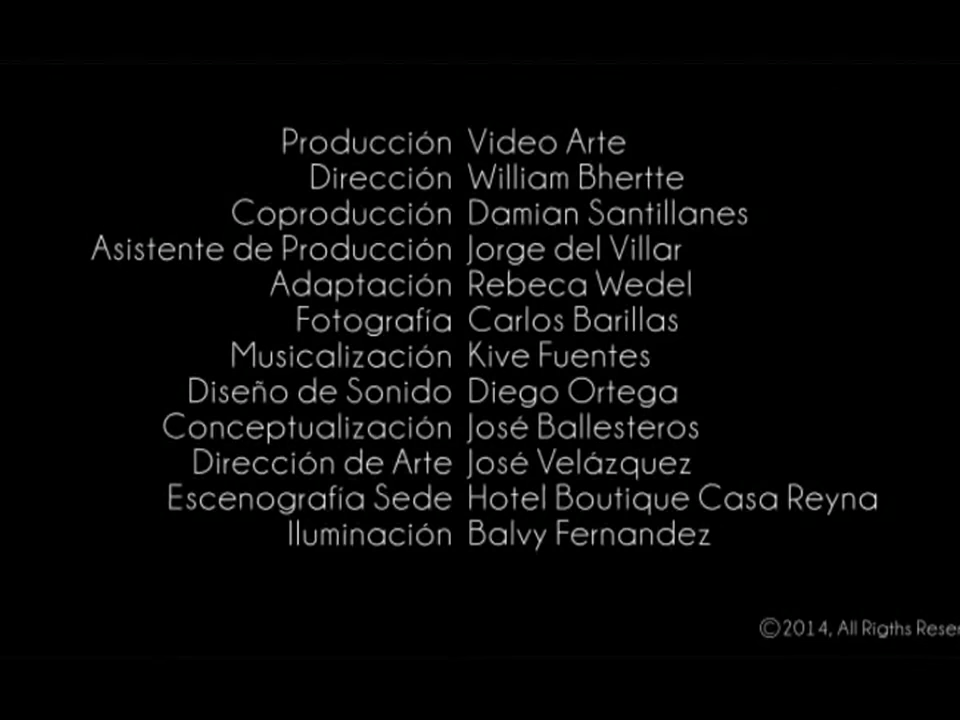 Producción Video Arte
Dirección William Bhertte
Coproducción Damian Santillanes
Asistente de Producción Jorge del Villar
Adaptación Rebeca Wedel
Fotografía Carlos Barillas
Musicalización Kive Fuentes
Diseño de Sonido Diego Ortega
Conceptualización José Ballesteros
Dirección de Arte José Velázquez
Escenografía Sede Hotel Boutique Casa Reyna
Iluminación Balvy Fernandez
©2014, All Rigths